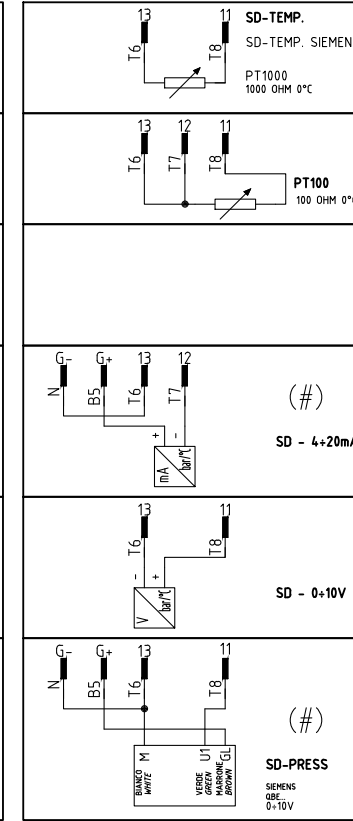 13 11 SD-TEMP.
T6 T8 SD-TEMP. SIEMEN
PT1000
1000 OHM 0°C
13 12 11
T6 T7 T8
PT100
100 OHM 0°C
G- G+ 13 12
N B5 T6 T7
(#)
+ -
mA bar/°C
SD - 4÷20mA
13 11
T6 T8
- +
V bar/°C
SD - 0÷10V
G- G+ 13 11
N B5 T6 T8
(#)
M U1 GL
BIANCO VERDE MARRONE
WHITE GREEN BROWN
SD-PRESS
SIEMENS
QBE...
0÷10V